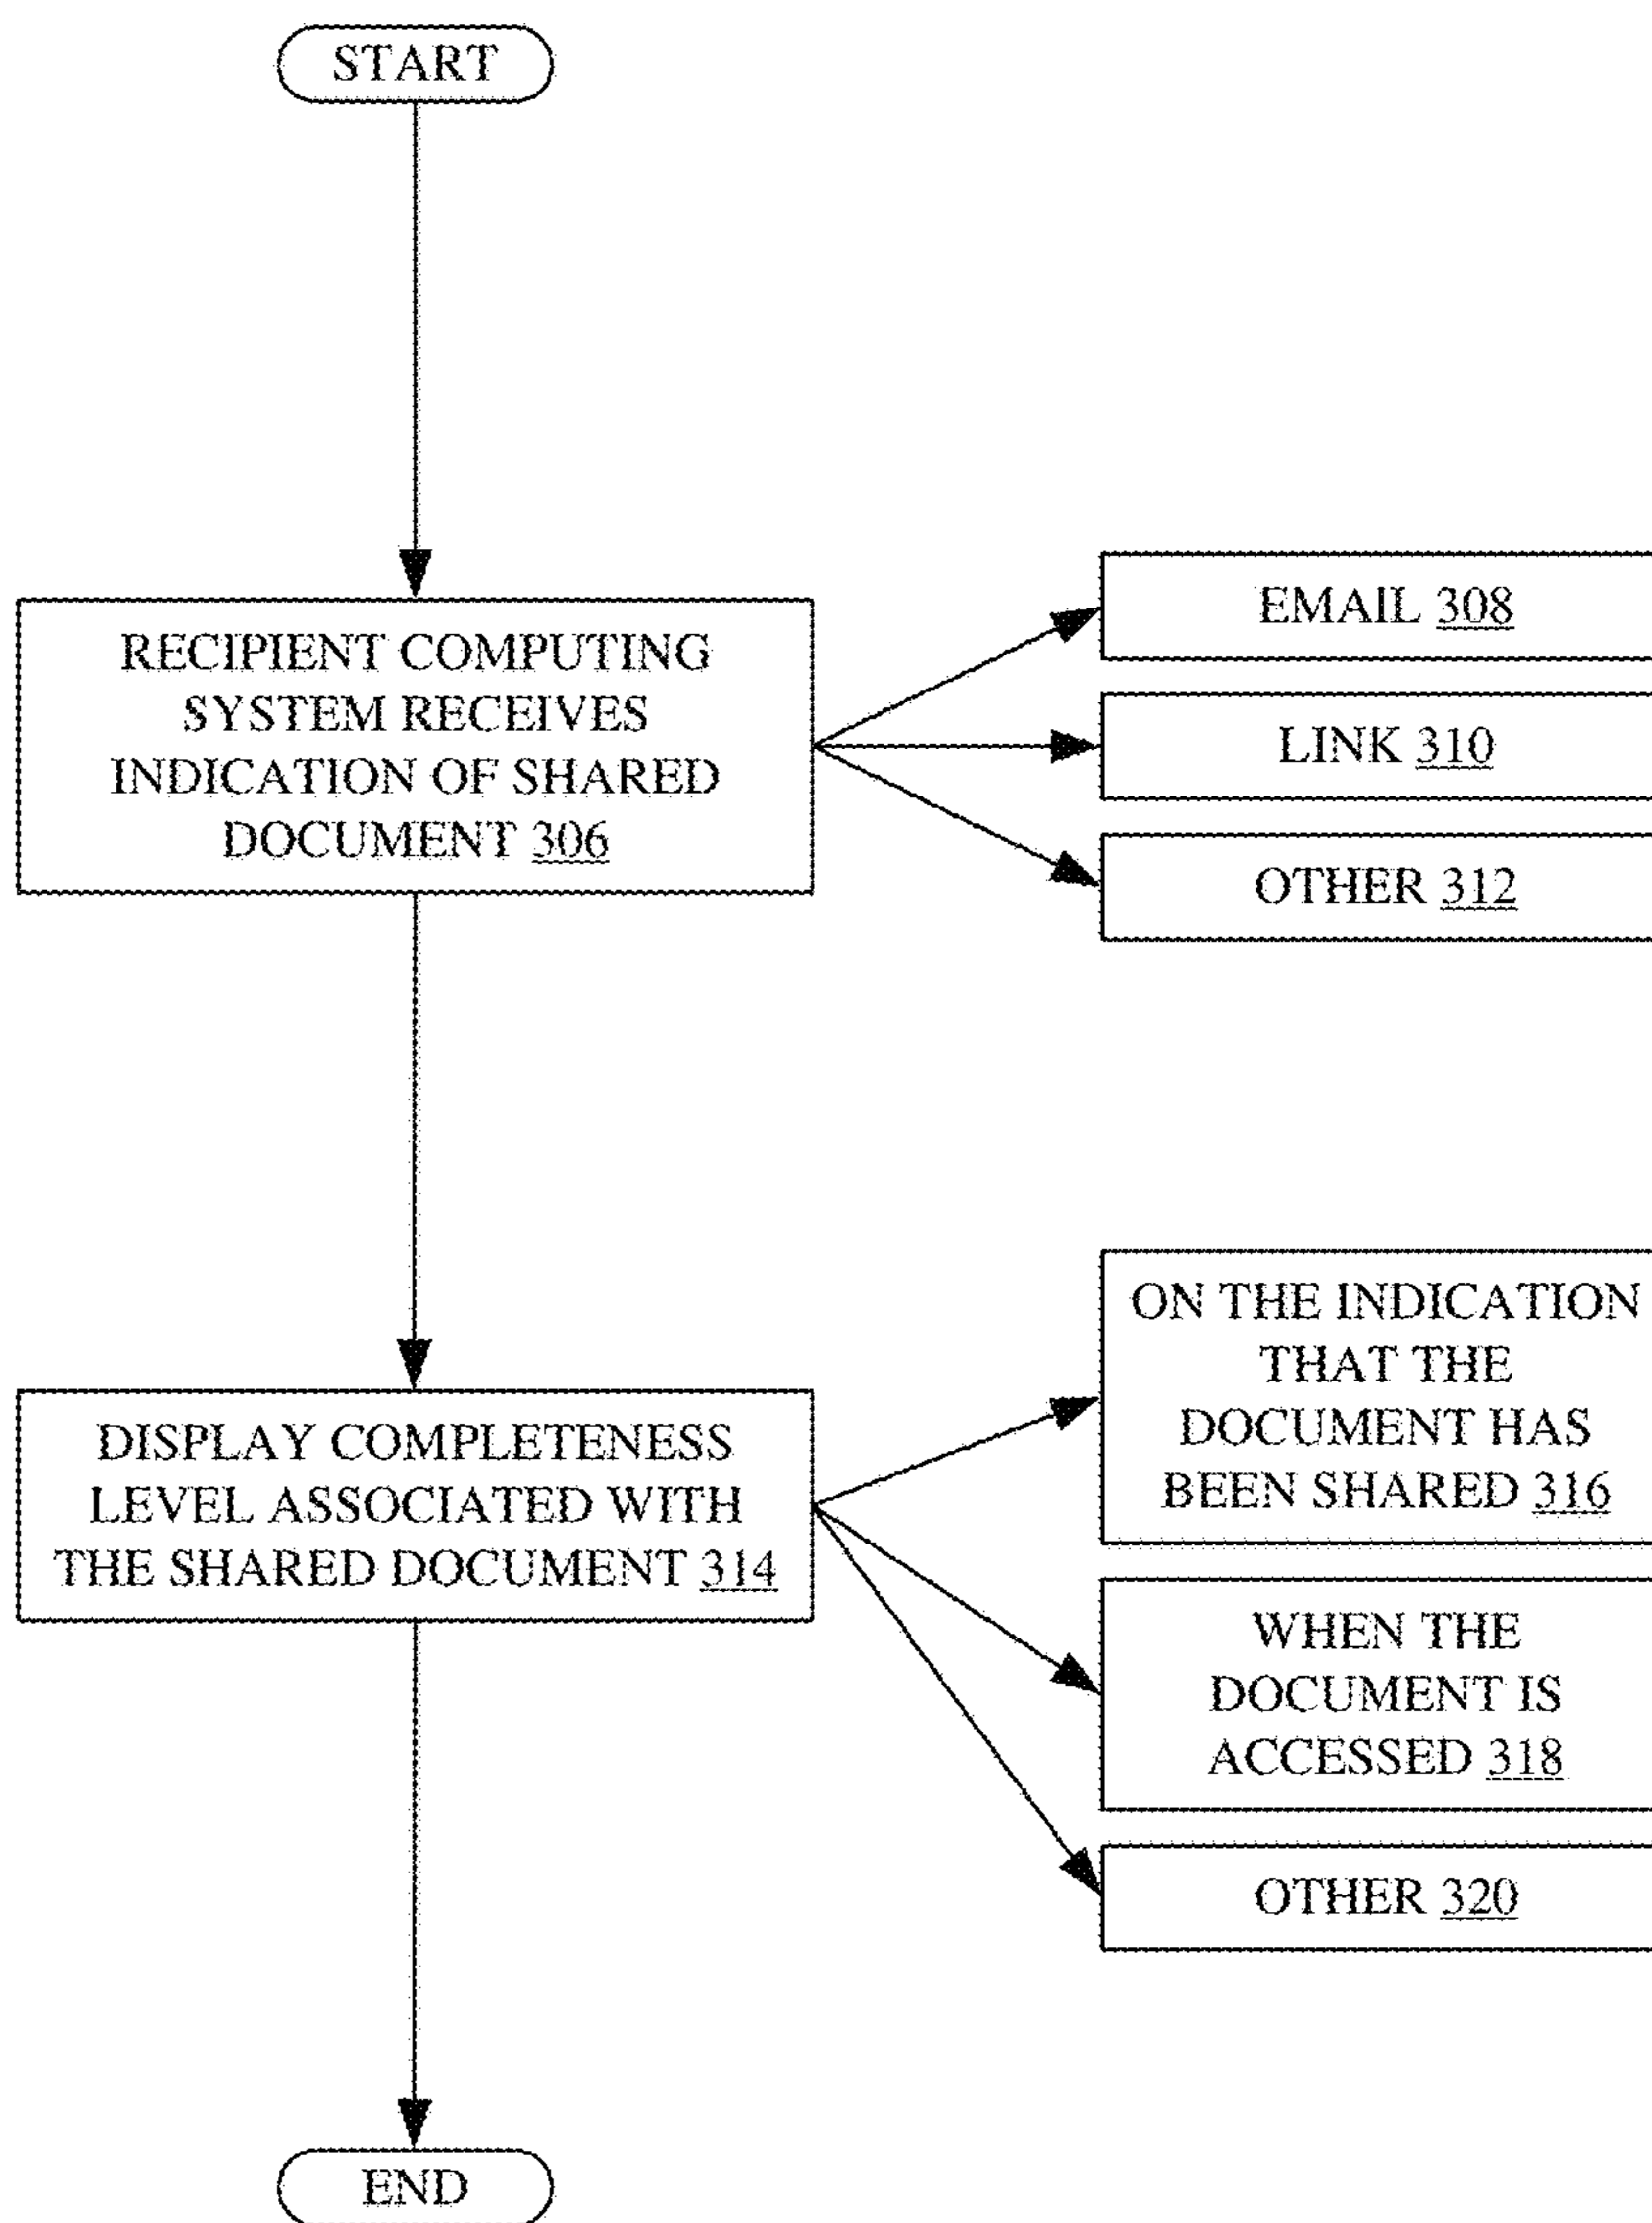 START
RECIPIENT COMPUTING
SYSTEM RECEIVES
INDICATION OF SHARED
DOCUMENT 306
EMAIL 308
LINK 310
OTHER 312
DISPLAY COMPLETENESS
LEVEL ASSOCIATED WITH
THE SHARED DOCUMENT 314
ON THE INDICATION
THAT THE
DOCUMENT HAS
BEEN SHARED 316
WHEN THE
DOCUMENT IS
ACCESSED 318
OTHER 320
END